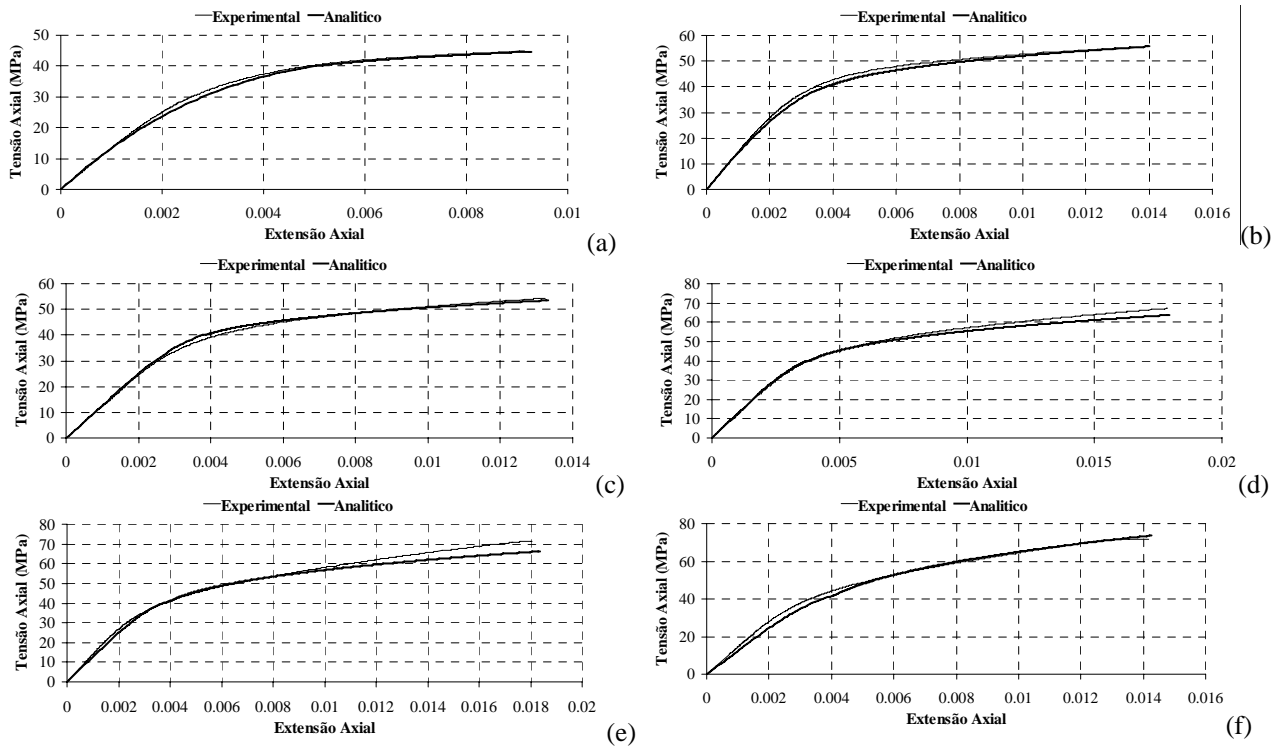 Experimental Analitico
Tensão Axial (MPa)
50
40
30
20
10
0
0 0.002 0.004 0.006 0.008 0.01
Extensão Axial
(a)
Experimental Analitico
Tensão Axial (MPa)
60
50
40
30
20
10
0
0 0.002 0.004 0.006 0.008 0.01 0.012 0.014 0.016
Extensão Axial
(b)
Experimental Analitico
Tensão Axial (MPa)
60
50
40
30
20
10
0
0 0.002 0.004 0.006 0.008 0.01 0.012 0.014
Extensão Axial
(c)
Experimental Analitico
Tensão Axial (MPa)
80
70
60
50
40
30
20
10
0
0 0.005 0.01 0.015 0.02
Extensão Axial
(d)
Experimental Analitico
Tensão Axial (MPa)
80
70
60
50
40
30
20
10
0
0 0.002 0.004 0.006 0.008 0.01 0.012 0.014 0.016 0.018 0.02
Extensão Axial
(e)
Experimental Analitico
Tensão Axial (MPa)
80
60
40
20
0
0 0.002 0.004 0.006 0.008 0.01 0.012 0.014 0.016
Extensão Axial
(f)